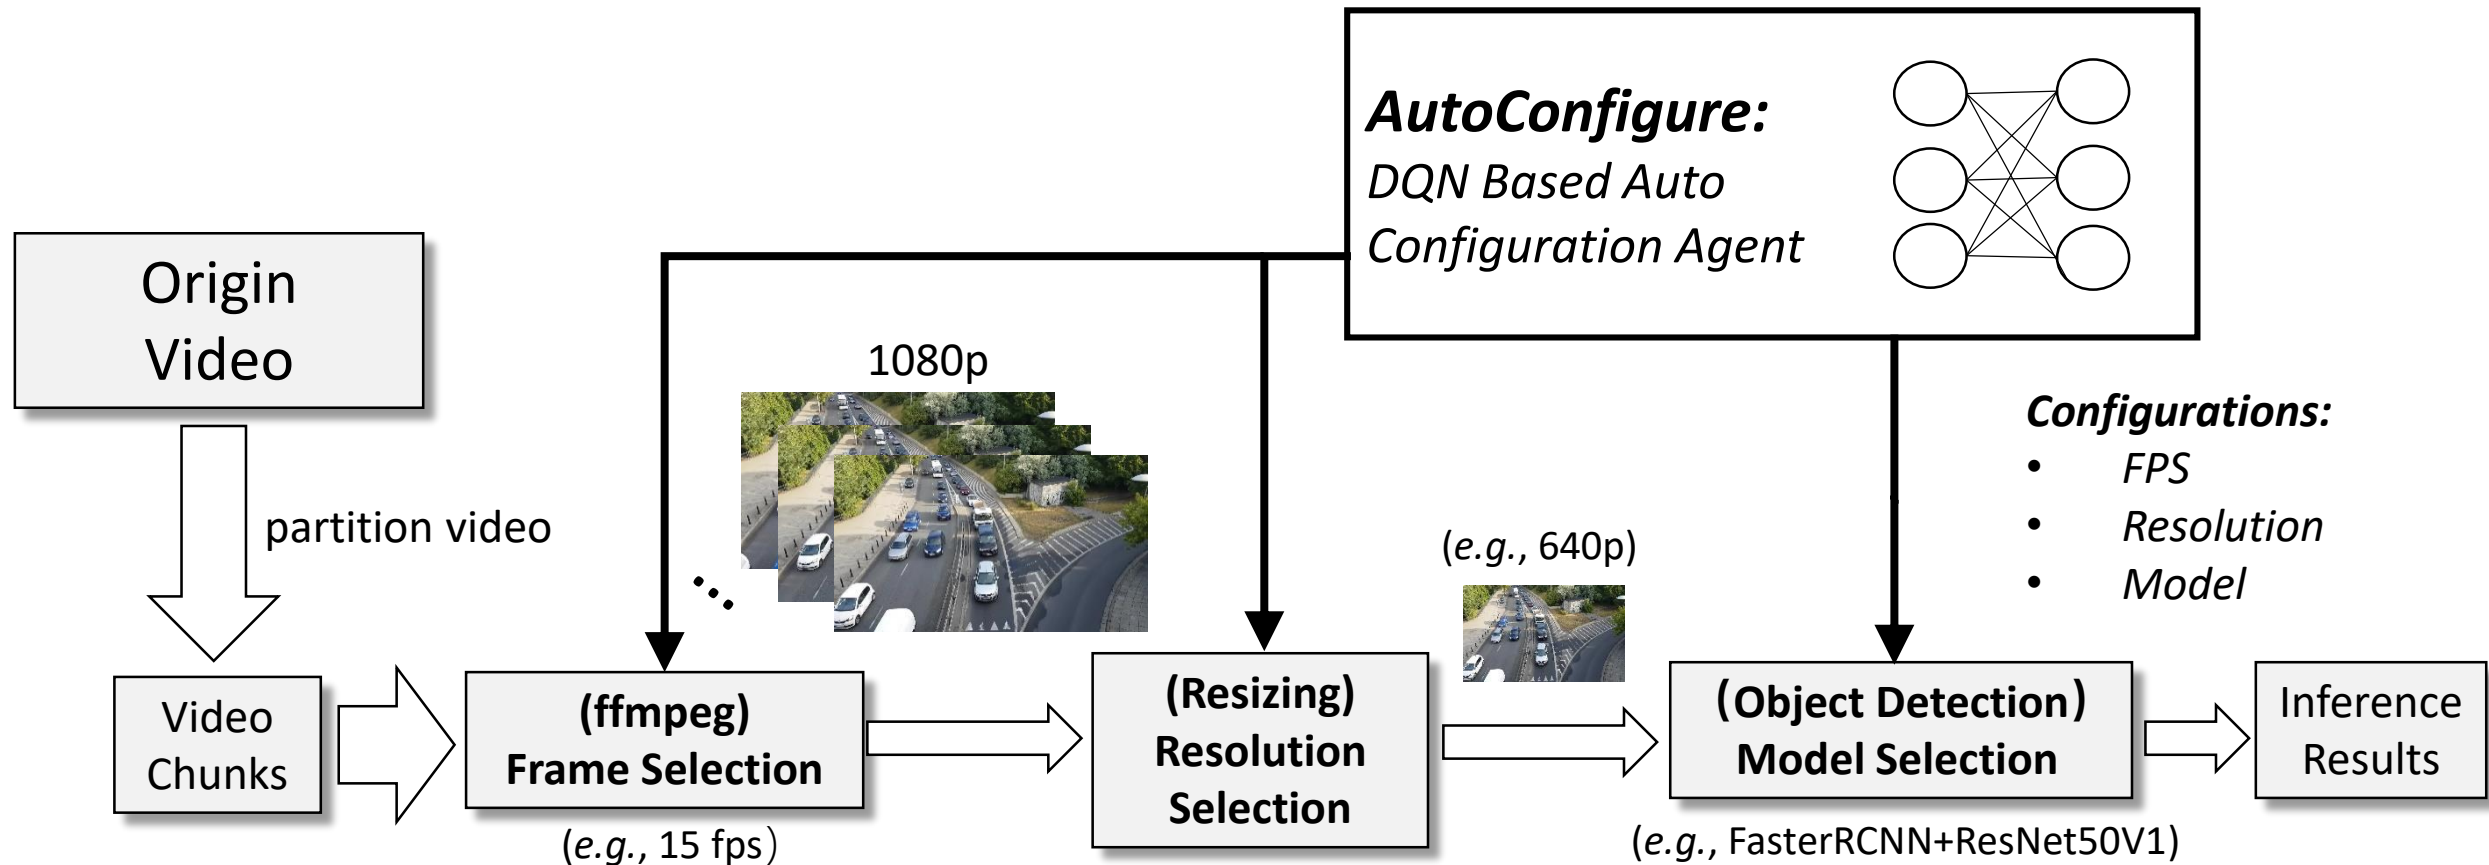 AutoConfigure:
DQN Based Auto
Configuration Agent
Origin
Video
1080p
Configurations:
• FPS
• Resolution
• Model
partition video
(e.g., 640p)
Video
Chunks
(ffmpeg)
Frame Selection
(e.g., 15 fps)
(Resizing)
Resolution
Selection
(Object Detection)
Model Selection
(e.g., FasterRCNN+ResNet50V1)
Inference
Results